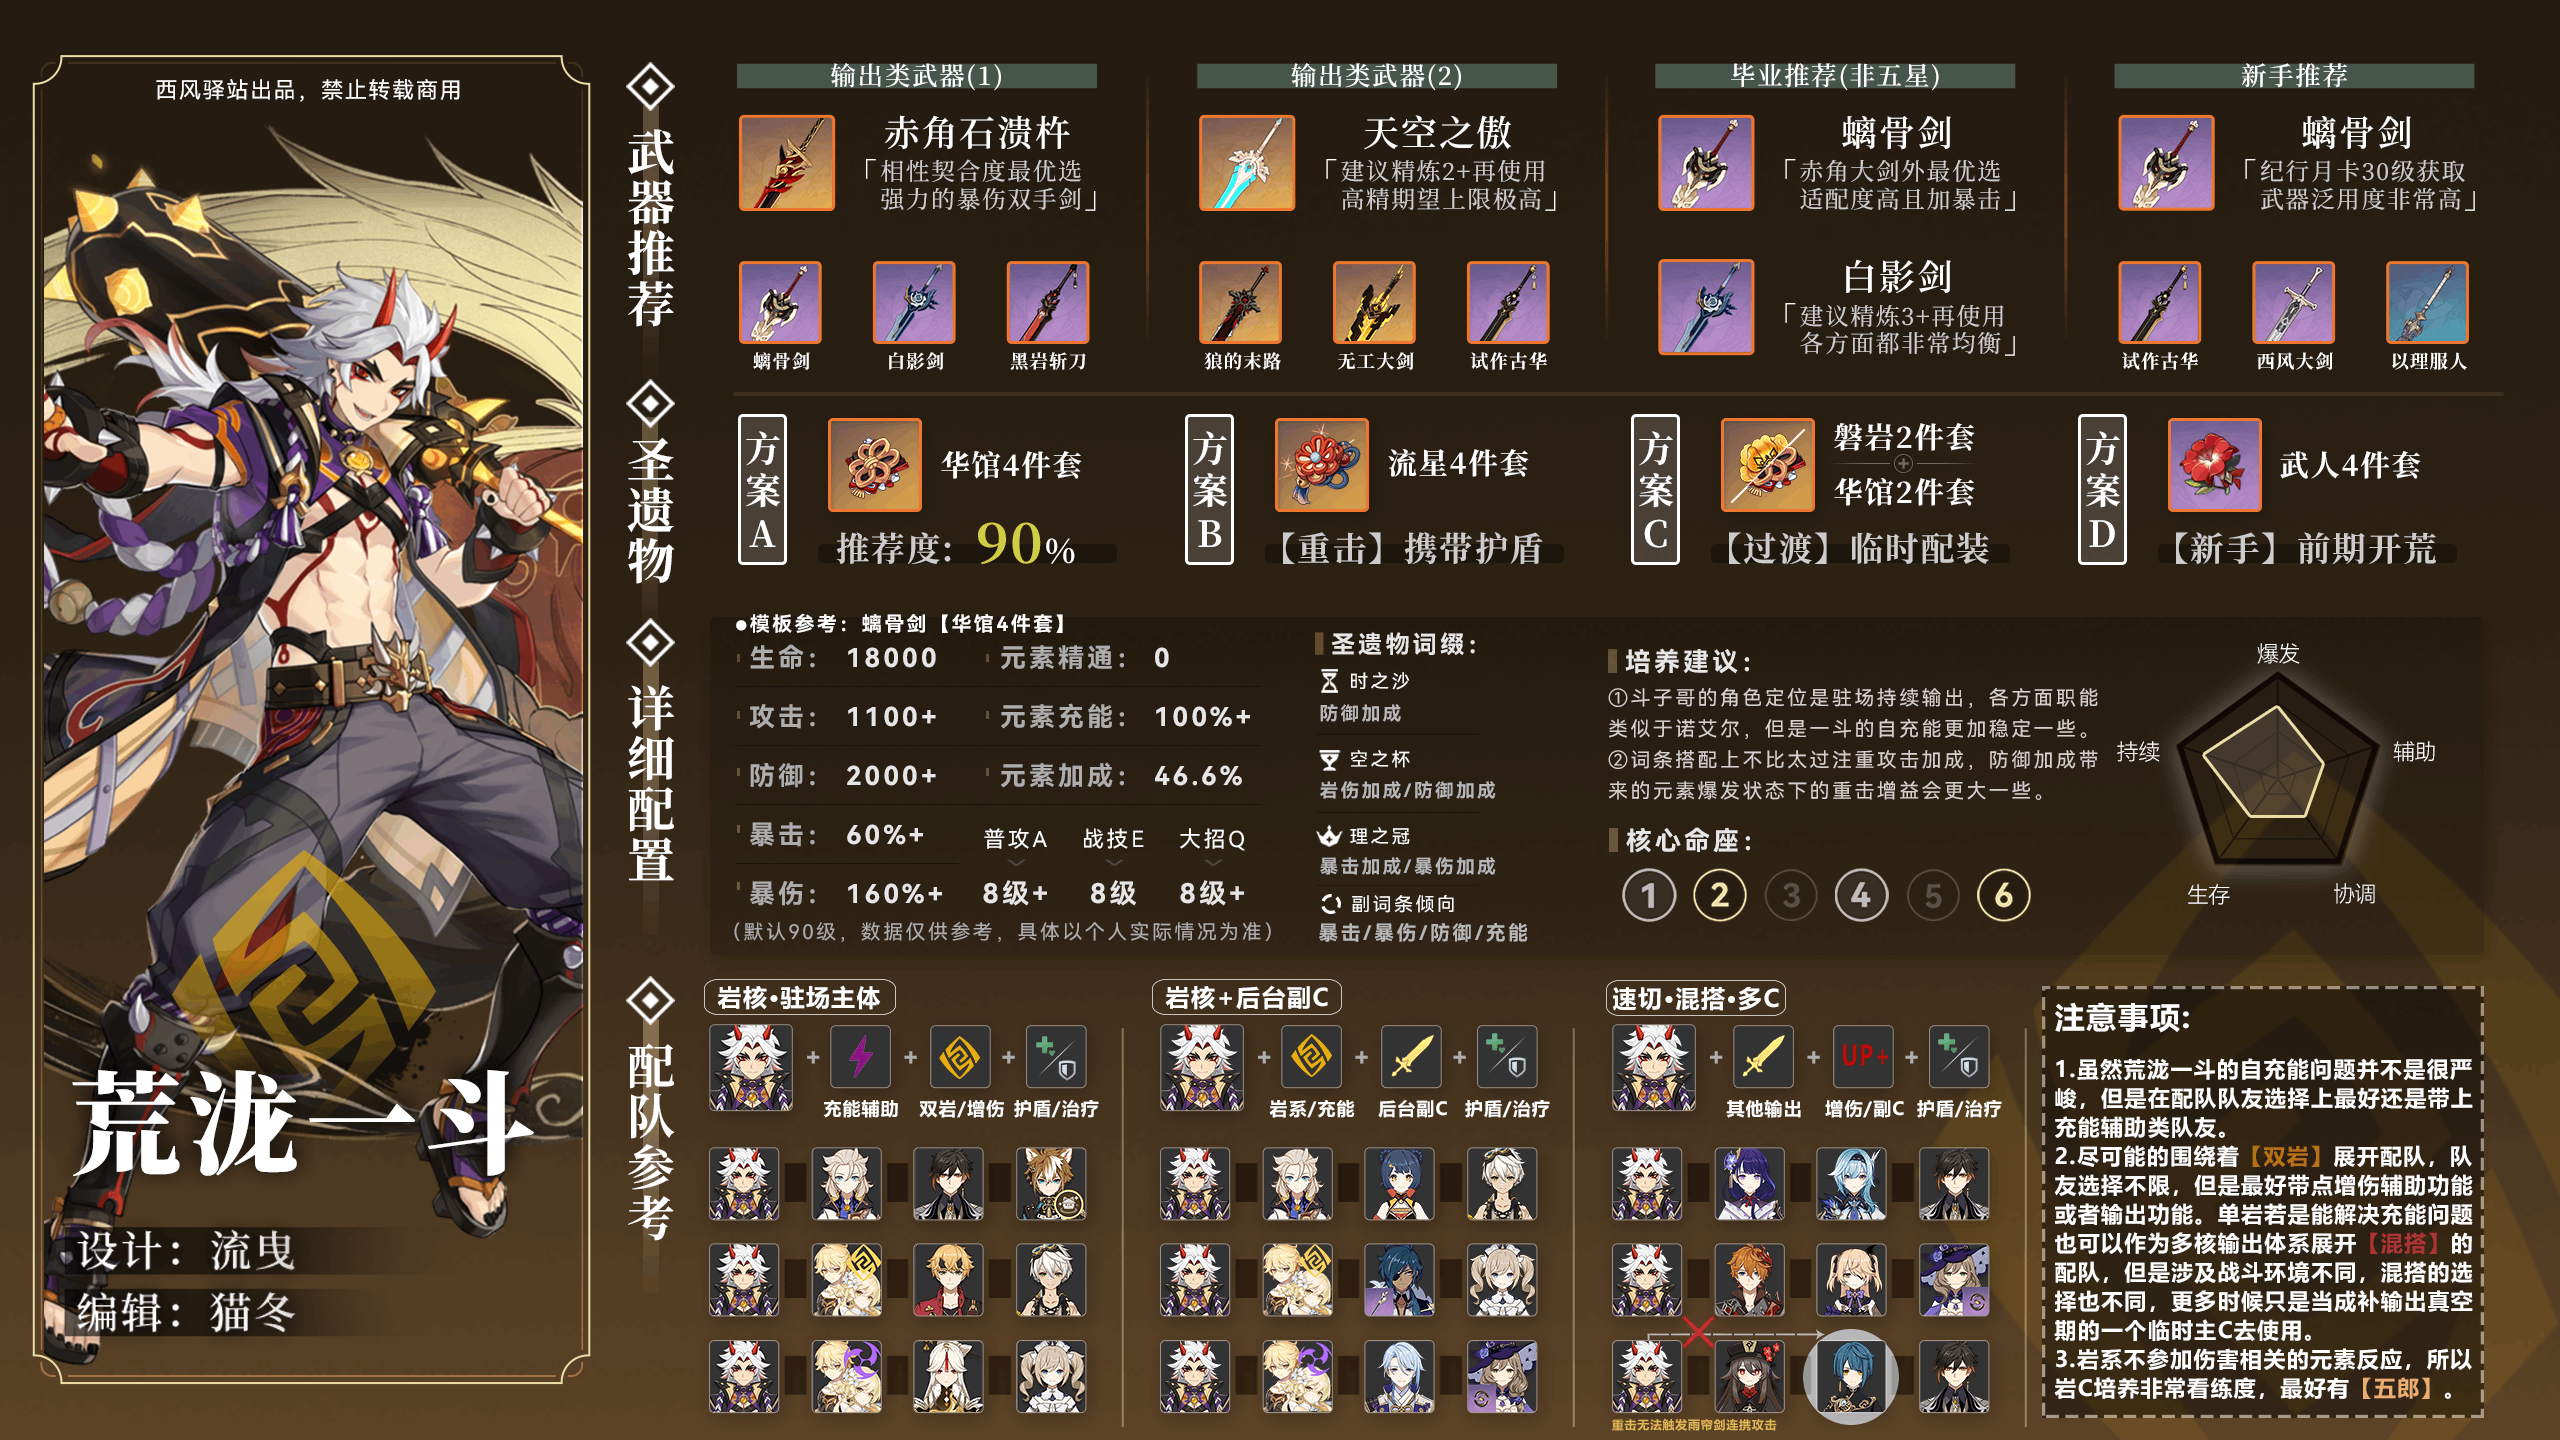 西风驿站出品，禁止转载商用
荒泷一斗
设计：流曳
编辑：猫冬
武器推荐
输出类武器(1)
赤角石溃杵
「相性契合度最优选
强力的暴伤双手剑」
螭骨剑
白影剑
黑岩斩刀
输出类武器(2)
天空之傲
「建议精炼2+再使用
高精期望上限极高」
狼的末路
无工大剑
试作古华
毕业推荐(非五星)
螭骨剑
「赤角大剑外最优选
适配度高且加暴击」
白影剑
「建议精炼3+再使用
各方面都非常均衡」
新手推荐
螭骨剑
「纪行月卡30级获取
武器泛用度非常高」
试作古华
西风大剑
以理服人
圣遗物
方案A
华馆4件套
推荐度：90%
方案B
流星4件套
【重击】携带护盾
方案C
磐岩2件套
华馆2件套
【过渡】临时配装
方案D
武人4件套
【新手】前期开荒
详细配置
●模板参考：螭骨剑【华馆4件套】
生命：18000
元素精通：0
攻击：1100+
元素充能：100%+
防御：2000+
元素加成：46.6%
暴击：60%+
普攻A 战技E 大招Q
暴伤：160%+
8级+ 8级 8级+
（默认90级，数据仅供参考，具体以个人实际情况为准）
圣遗物词缀：
时之沙
防御加成
空之杯
岩伤加成/防御加成
理之冠
暴击加成/暴伤加成
副词条倾向
暴击/暴伤/防御/充能
培养建议：
①斗子哥的角色定位是驻场持续输出，各方面职能
类似于诺艾尔，但是一斗的自充能更加稳定一些。
②词条搭配上不比太过注重攻击加成，防御加成带
来的元素爆发状态下的重击增益会更大一些。
核心命座：
1 2 3 4 5 6
爆发
持续
辅助
生存
协调
配队参考
岩核•驻场主体
+ + +
充能辅助 双岩/增伤 护盾/治疗
岩核+后台副C
+ + +
岩系/充能 后台副C 护盾/治疗
速切•混搭•多C
+ + UP+ +
其他输出 增伤/副C 护盾/治疗
重击无法触发雨帘剑连携攻击
注意事项：
1.虽然荒泷一斗的自充能问题并不是很严
峻，但是在配队队友选择上最好还是带上
充能辅助类队友。
2.尽可能的围绕着【双岩】展开配队，队
友选择不限，但是最好带点增伤辅助功能
或者输出功能。单岩若是能解决充能问题
也可以作为多核输出体系展开【混搭】的
配队，但是涉及战斗环境不同，混搭的选
择也不同，更多时候只是当成补输出真空
期的一个临时主C去使用。
3.岩系不参加伤害相关的元素反应，所以
岩C培养非常看练度，最好有【五郎】。